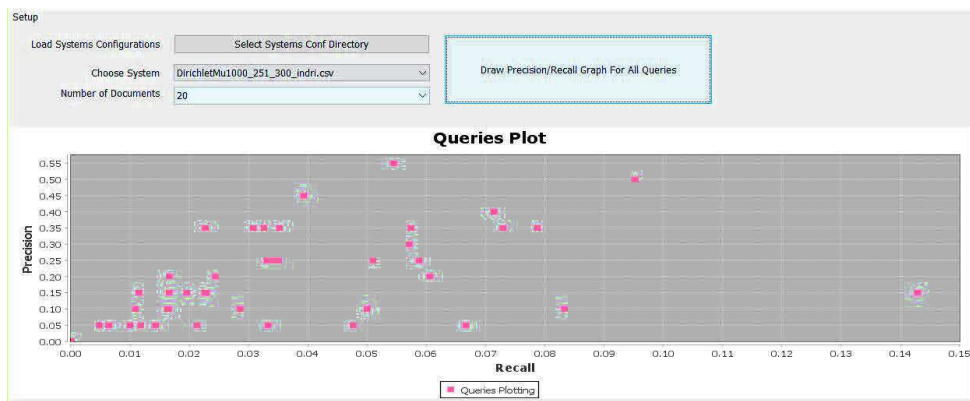 Setup
Load Systems Configurations Select Systems Conf Directory
Choose System DirichletMu1000_251_300_indri.csv
Draw Precision/Recall Graph For All Queries
Number of Documents 20
Queries Plot
0.55
0.50
0.45
0.40
0.35
0.30
0.25
0.20
0.15
0.10
0.05
0.00
Precision
0.00 0.01 0.02 0.03 0.04 0.05 0.06 0.07 0.08 0.09 0.10 0.11 0.12 0.13 0.14 0.15
Recall
Queries Plotting